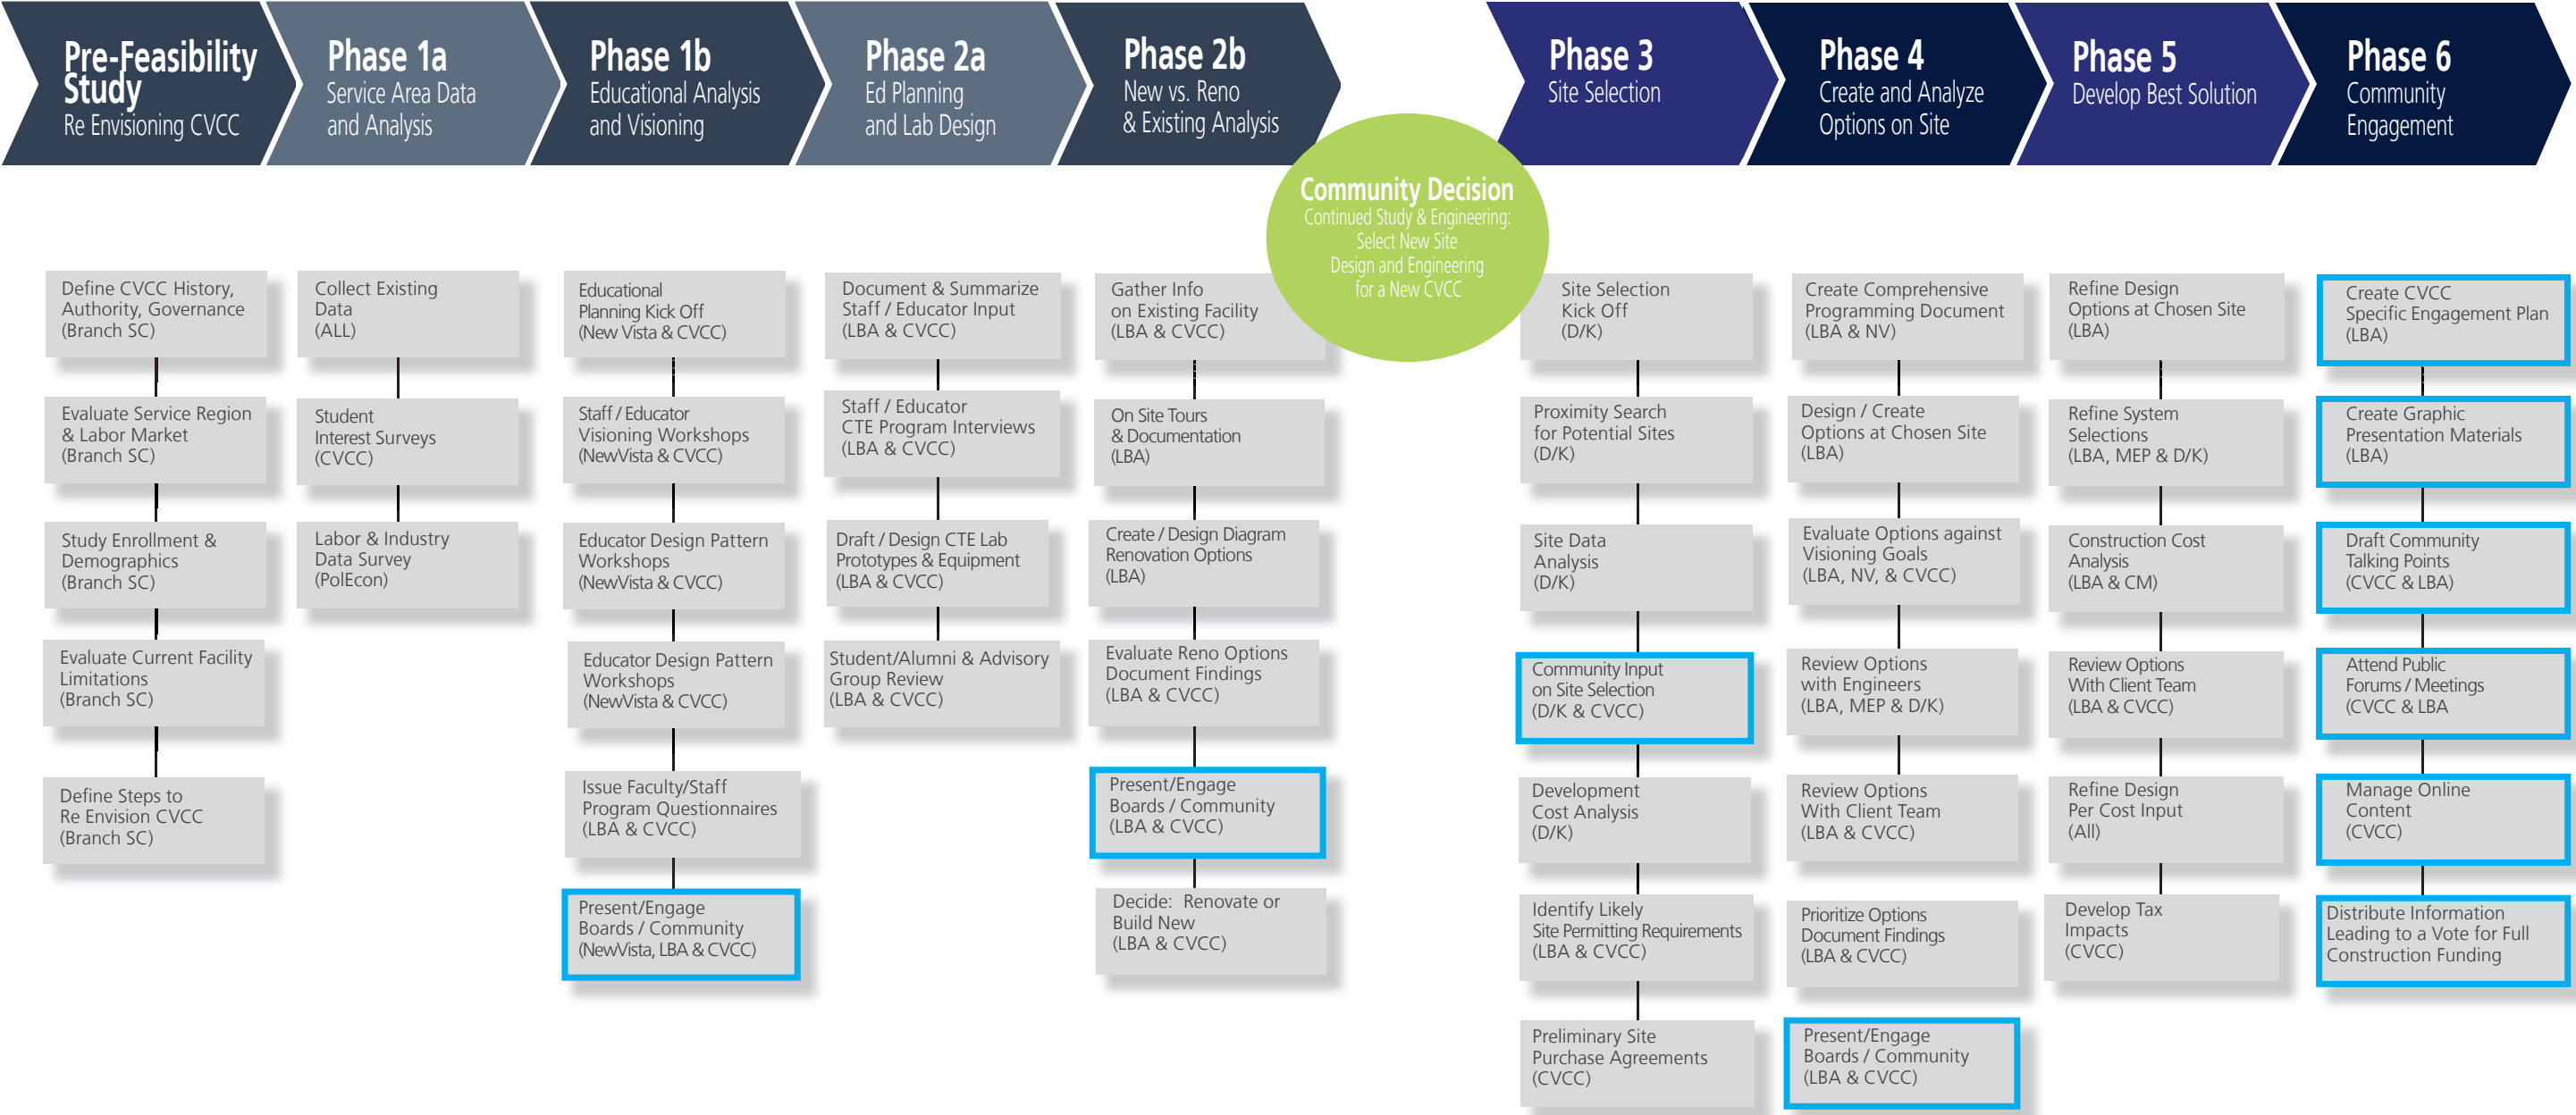 Pre-Feasibility
Study
Re Envisioning CVCC
Phase 1a
Service Area Data
and Analysis
Phase 1b
Educational Analysis
and Visioning
Phase 2a
Ed Planning
and Lab Design
Phase 2b
New vs. Reno
& Existing Analysis
Community Decision
Continued Study & Engineering:
Select New Site
Design and Engineering
for a New CVCC
Phase 3
Site Selection
Phase 4
Create and Analyze
Options on Site
Phase 5
Develop Best Solution
Phase 6
Community
Engagement
Define CVCC History,
Authority, Governance
(Branch SC)
Evaluate Service Region
& Labor Market
(Branch SC)
Study Enrollment &
Demographics
(Branch SC)
Evaluate Current Facility
Limitations
(Branch SC)
Define Steps to
Re Envision CVCC
(Branch SC)
Collect Existing
Data
(ALL)
Student
Interest Surveys
(CVCC)
Labor & Industry
Data Survey
(PolEcon)
Educational
Planning Kick Off
(New Vista & CVCC)
Staff / Educator
Visioning Workshops
(NewVista & CVCC)
Educator Design Pattern
Workshops
(NewVista & CVCC)
Educator Design Pattern
Workshops
(NewVista & CVCC)
Issue Faculty/Staff
Program Questionnaires
(LBA & CVCC)
Present/Engage
Boards / Community
(NewVista, LBA & CVCC)
Document & Summarize
Staff / Educator Input
(LBA & CVCC)
Staff / Educator
CTE Program Interviews
(LBA & CVCC)
Draft / Design CTE Lab
Prototypes & Equipment
(LBA & CVCC)
Student/Alumni & Advisory
Group Review
(LBA & CVCC)
Gather Info
on Existing Facility
(LBA & CVCC)
On Site Tours
& Documentation
(LBA)
Create / Design Diagram
Renovation Options
(LBA)
Evaluate Reno Options
Document Findings
(LBA & CVCC)
Present/Engage
Boards / Community
(LBA & CVCC)
Decide: Renovate or
Build New
(LBA & CVCC)
Site Selection
Kick Off
(D/K)
Proximity Search
for Potential Sites
(D/K)
Site Data
Analysis
(D/K)
Community Input
on Site Selection
(D/K & CVCC)
Development
Cost Analysis
(D/K)
Identify Likely
Site Permitting Requirements
(LBA & CVCC)
Preliminary Site
Purchase Agreements
(CVCC)
Create Comprehensive
Programming Document
(LBA & NV)
Design / Create
Options at Chosen Site
(LBA)
Evaluate Options against
Visioning Goals
(LBA, NV, & CVCC)
Review Options
with Engineers
(LBA, MEP & D/K)
Review Options
With Client Team
(LBA & CVCC)
Prioritize Options
Document Findings
(LBA & CVCC)
Present/Engage
Boards / Community
(LBA & CVCC)
Refine Design
Options at Chosen Site
(LBA)
Refine System
Selections
(LBA, MEP & D/K)
Construction Cost
Analysis
(LBA & CM)
Review Options
With Client Team
(LBA & CVCC)
Refine Design
Per Cost Input
(All)
Develop Tax
Impacts
(CVCC)
Create CVCC
Specific Engagement Plan
(LBA)
Create Graphic
Presentation Materials
(LBA)
Draft Community
Talking Points
(CVCC & LBA)
Attend Public
Forums / Meetings
(CVCC & LBA
Manage Online
Content
(CVCC)
Distribute Information
Leading to a Vote for Full
Construction Funding